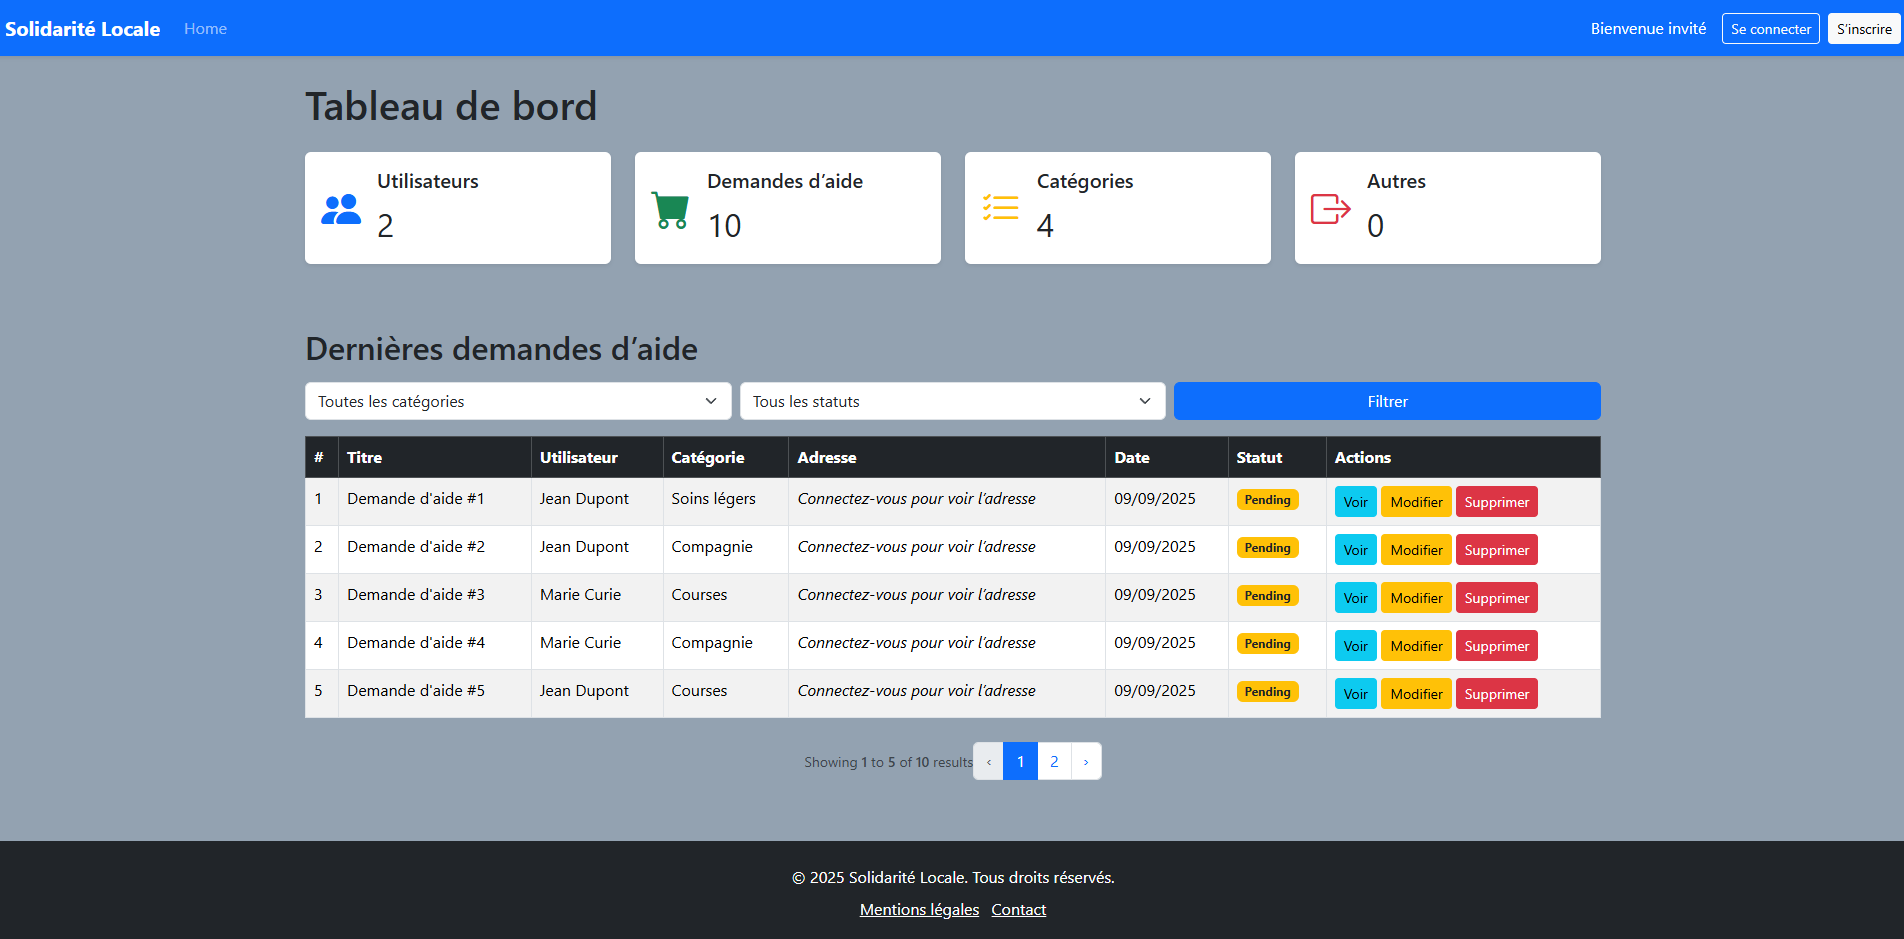 Solidarité Locale Home Bienvenue invité Se connecter S'inscrire
Tableau de bord
Utilisateurs
2
Demandes d’aide
10
Catégories
4
Autres
0
Dernières demandes d’aide
Toutes les catégories Tous les statuts Filtrer
# Titre Utilisateur Catégorie Adresse Date Statut Actions
1 Demande d'aide #1 Jean Dupont Soins légers Connectez-vous pour voir l’adresse 09/09/2025 Pending Voir Modifier Supprimer
2 Demande d'aide #2 Jean Dupont Compagnie Connectez-vous pour voir l’adresse 09/09/2025 Pending Voir Modifier Supprimer
3 Demande d'aide #3 Marie Curie Courses Connectez-vous pour voir l’adresse 09/09/2025 Pending Voir Modifier Supprimer
4 Demande d'aide #4 Marie Curie Compagnie Connectez-vous pour voir l’adresse 09/09/2025 Pending Voir Modifier Supprimer
5 Demande d'aide #5 Jean Dupont Courses Connectez-vous pour voir l’adresse 09/09/2025 Pending Voir Modifier Supprimer
Showing 1 to 5 of 10 results ‹ 1 2 ›
© 2025 Solidarité Locale. Tous droits réservés.
Mentions légales Contact